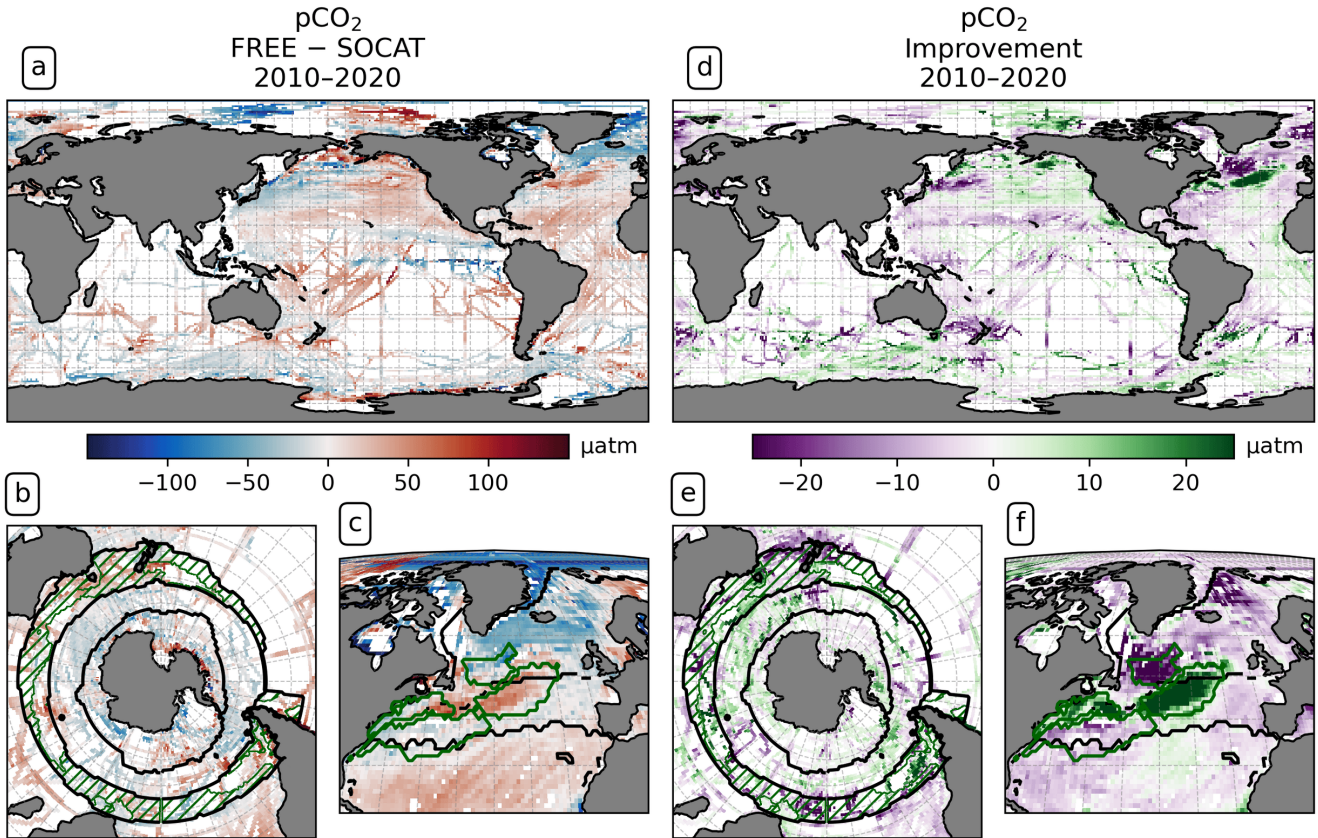 pCO₂
FREE − SOCAT
2010–2020
a
pCO₂
Improvement
2010–2020
d
−100 −50 0 50 100 µatm
−20 −10 0 10 20 µatm
b
c
e
f